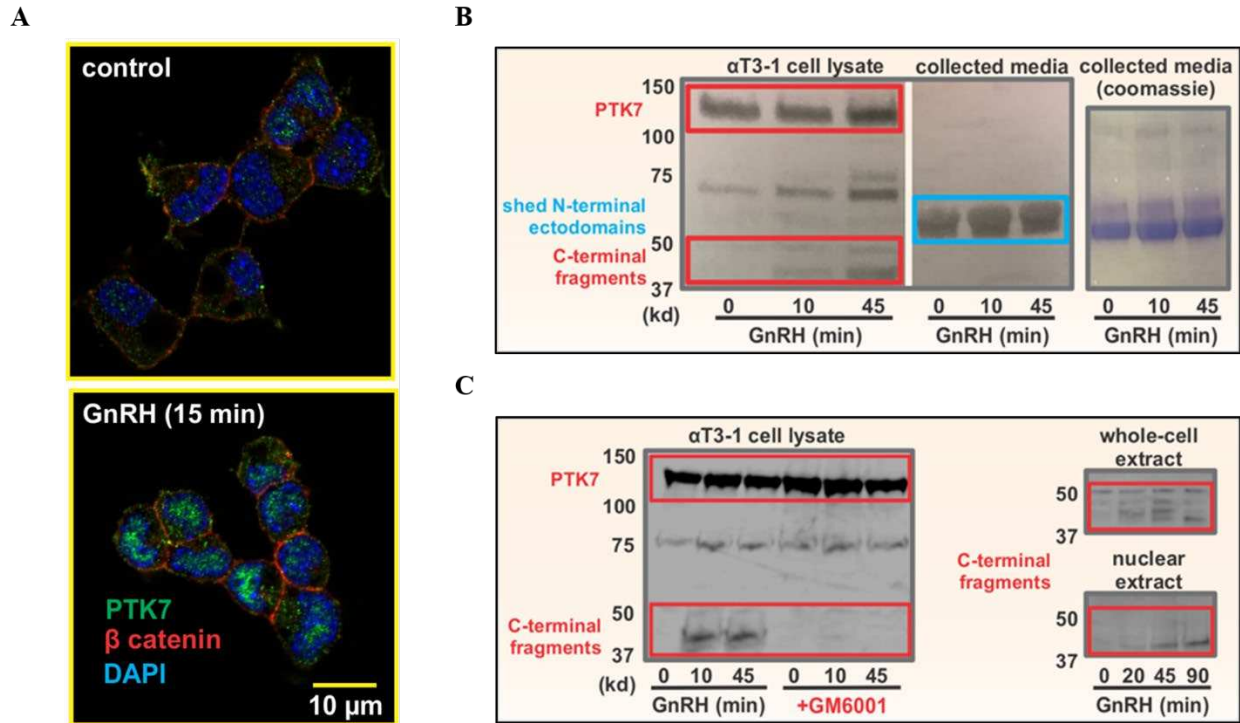 A
control
GnRH (15 min)
PTK7
β catenin
DAPI
10 µm
B
αT3-1 cell lysate
collected media
collected media
(coomassie)
150
PTK7
100
75
shed N-terminal
ectodomains
50
C-terminal
fragments
37
(kd)
0 10 45
GnRH (min)
0 10 45
GnRH (min)
0 10 45
GnRH (min)
C
αT3-1 cell lysate
150
PTK7
100
75
50
C-terminal
fragments
37
(kd)
0 10 45
GnRH (min)
0 10 45
+GM6001
whole-cell
extract
50
37
C-terminal
fragments
nuclear
extract
50
37
0 20 45 90
GnRH (min)